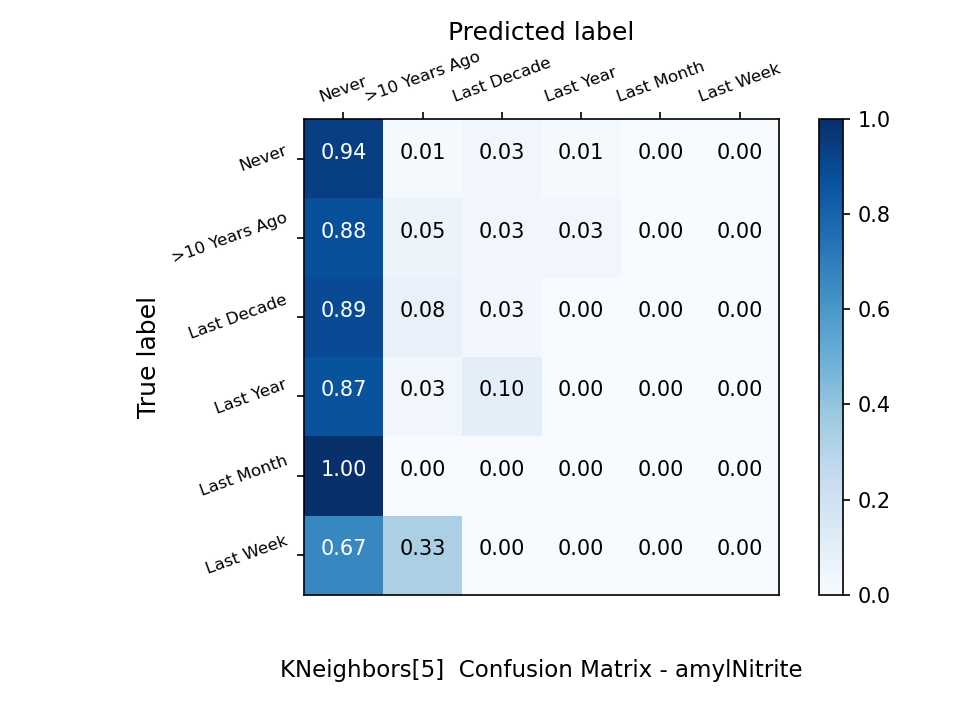 Predicted label
Never >10 Years Ago Last Decade Last Year Last Month Last Week
True label
Never 0.94 0.01 0.03 0.01 0.00 0.00
>10 Years Ago 0.88 0.05 0.03 0.03 0.00 0.00
Last Decade 0.89 0.08 0.03 0.00 0.00 0.00
Last Year 0.87 0.03 0.10 0.00 0.00 0.00
Last Month 1.00 0.00 0.00 0.00 0.00 0.00
Last Week 0.67 0.33 0.00 0.00 0.00 0.00
1.0
0.8
0.6
0.4
0.2
0.0
KNeighbors[5]  Confusion Matrix - amylNitrite